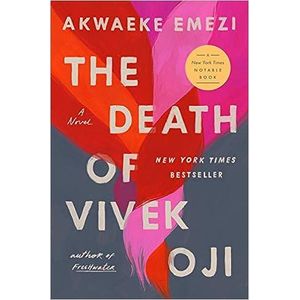 AKWAEKE EMEZI
THE
A
New York Times
NOTABLE
BOOK
A Novel
DEATH
OF
NEW YORK TIMES
BESTSELLER
VIVEK
author of
FRESHWATER
OJI